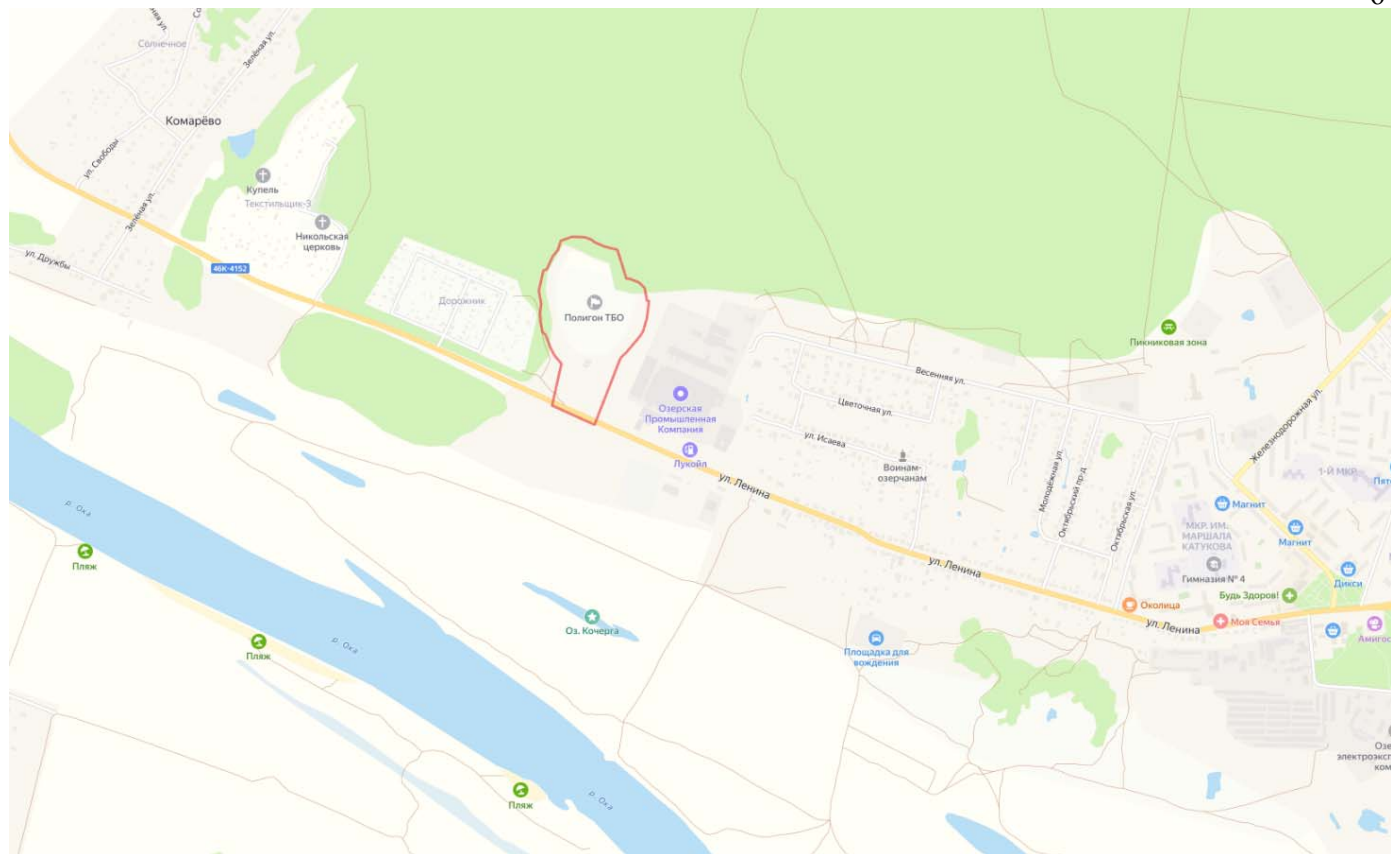 Солнечное
Зелёная ул.
Комарёво
ул. Свободы
Купель
Текстильщик-3
Никольская
церковь
Зелёная ул.
ул. Дружбы
46К-4152
Дорожник
Полигон ТБО
Пикниковая зона
Весенняя ул.
Железнодорожная ул.
Озерская
Промышленная
Компания
Цветочная ул.
ул. Исаева
Лукойл
Воинам-
озерчанам
Молодёжная ул.
Октябрьский пр-д
Октябрьская ул.
1-Й МКР.
ул. Ленина
Магнит
МКР. ИМ.
МАРШАЛА
КАТУКОВА
Магнит
р. Ока
Пляж
Гимназия № 4
Дикси
ул. Ленина
Будь Здоров!
Околица
Моя Семья
ул. Ленина
Амигос
Оз. Кочерга
Площадка для
вождения
Пляж
р. Ока
Пляж
р. Ока